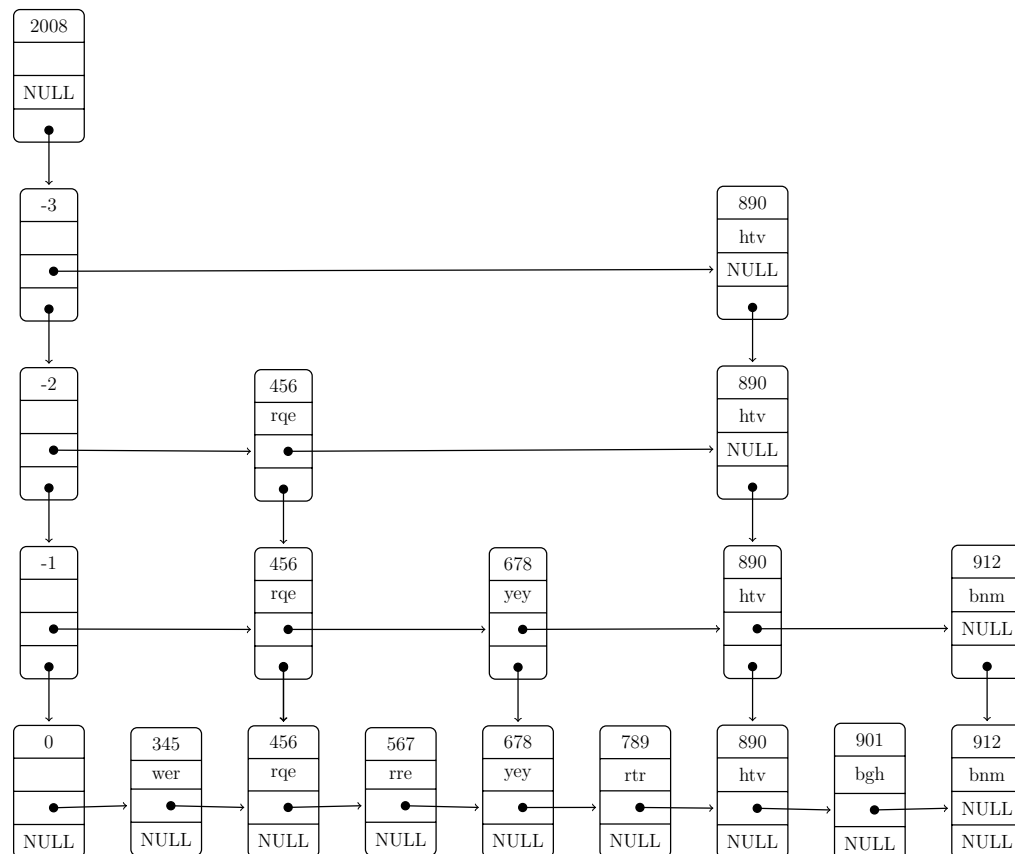 2008
NULL
-3
890
htv
NULL
-2
456
rqe
890
htv
NULL
-1
456
rqe
678
yey
890
htv
912
bnm
NULL
0
NULL
345
wer
NULL
456
rqe
NULL
567
rre
NULL
678
yey
NULL
789
rtr
NULL
890
htv
NULL
901
bgh
NULL
912
bnm
NULL
NULL